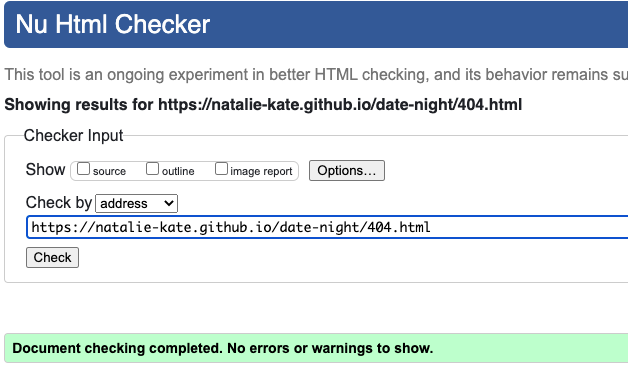 Nu Html Checker
This tool is an ongoing experiment in better HTML checking, and its behavior remains su
Showing results for https://natalie-kate.github.io/date-night/404.html
Checker Input
Show source outline image report Options...
Check by address
https://natalie-kate.github.io/date-night/404.html
Check
Document checking completed. No errors or warnings to show.